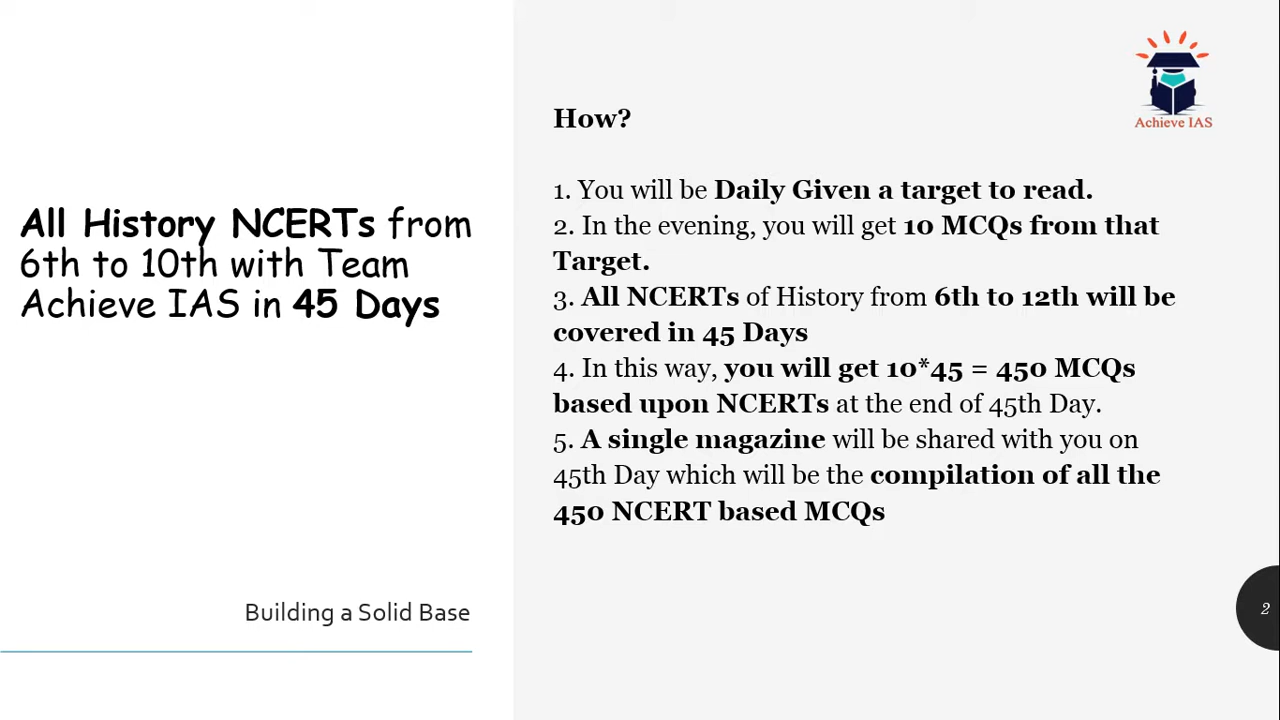 All History NCERTs from
6th to 10th with Team
Achieve IAS in 45 Days
Building a Solid Base
Achieve IAS
How?
1. You will be Daily Given a target to read.
2. In the evening, you will get 10 MCQs from that
Target.
3. All NCERTs of History from 6th to 12th will be
covered in 45 Days
4. In this way, you will get 10*45 = 450 MCQs
based upon NCERTs at the end of 45th Day.
5. A single magazine will be shared with you on
45th Day which will be the compilation of all the
450 NCERT based MCQs
2